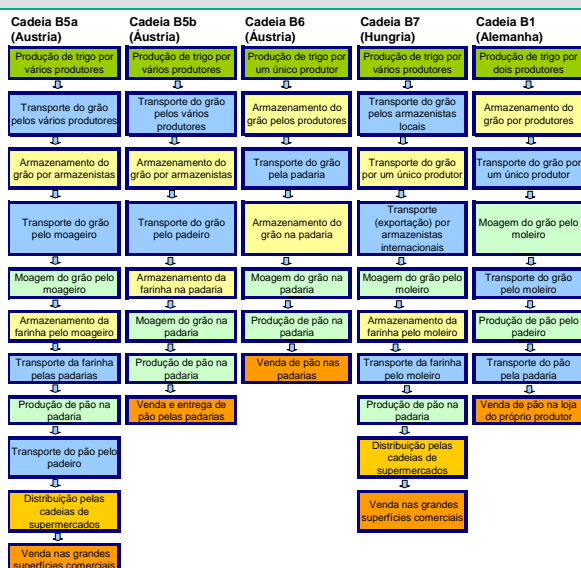 Cadeia B5a
(Austria)
Produção de trigo por
vários produtores
Transporte do grão
pelos vários produtores
Armazenamento do
grão por armazenistas
Transporte do grão
pelo moageiro
Moagem do grão pelo
moageiro
Armazenamento da
farinha pelo moageiro
Transporte da farinha
pelas padarias
Produção de pão na
padaria
Transporte do pão pelo
padeiro
Distribuição pelas
cadeias de
supermercados
Venda nas grandes
superfícies comerciais
Cadeia B5b
(Áustria)
Produção de trigo por
vários produtores
Transporte do grão
pelos vários
produtores
Armazenamento do
grão por armazenistas
Transporte do grão
pelo padeiro
Armazenamento da
farinha na padaria
Moagem do grão na
padaria
Produção de pão na
padaria
Venda e entrega de
pão pelas padarias
Cadeia B6
(Áustria)
Produção de trigo por
um único produtor
Armazenamento do
grão pelos produtores
Transporte do grão
pela padaria
Armazenamento do
grão na padaria
Moagem do grão na
padaria
Produção de pão na
padaria
Venda de pão nas
padarias
Cadeia B7
(Hungria)
Produção de trigo por
vários produtores
Transporte do grão
pelos armazenistas
locais
Transporte do grão
por um único produtor
Transporte
(exportação) por
armazenistas
internacionais
Moagem do grão pelo
moleiro
Armazenamento da
farinha pelo moleiro
Transporte da farinha
pelo moleiro
Produção de pão na
padaria
Distribuição pelas
cadeias de
supermercados
Venda nas grandes
superfícies comerciais
Cadeia B1
(Alemanha)
Produção de trigo por
dois produtores
Armazenamento do
grão por produtores
Transporte do grão por
um único produtor
Moagem do grão pelo
moleiro
Transporte do grão
pelo moleiro
Produção de pão pelo
padeiro
Transporte do pão
pela padaria
Venda de pão na loja
do próprio produtor